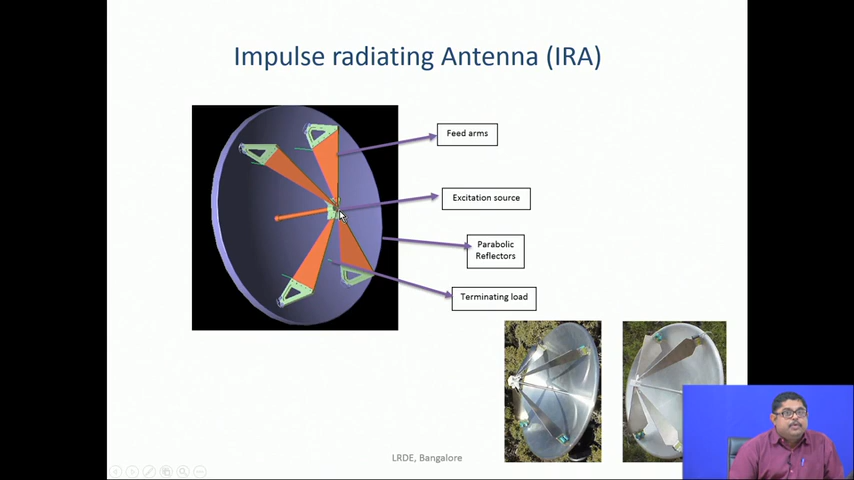 Impulse radiating Antenna (IRA)
Feed arms
Excitation source
Parabolic
Reflectors
Terminating load
LRDE, Bangalore